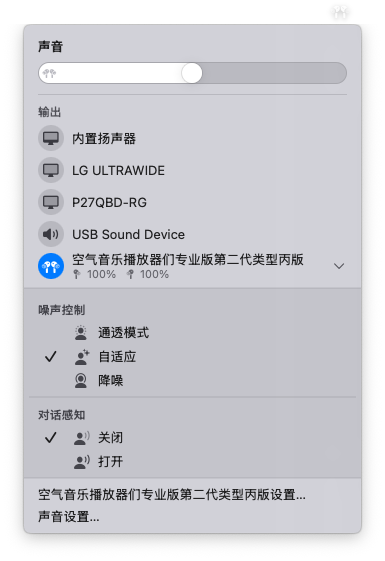 声音
输出
内置扬声器
LG ULTRAWIDE
P27QBD-RG
USB Sound Device
空气音乐播放器们专业版第二代类型丙版
100% 100%
噪声控制
通透模式
自适应
降噪
对话感知
关闭
打开
空气音乐播放器们专业版第二代类型丙版设置...
声音设置...